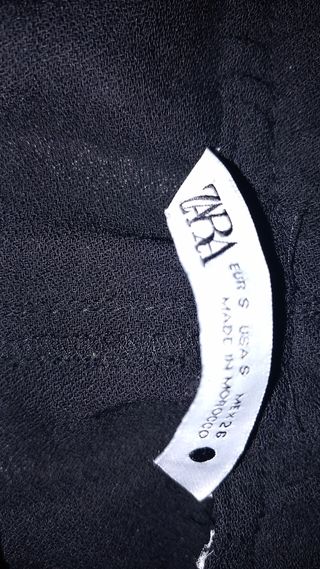 ZARA
EUR S USA S MEX 26
MADE IN MOROCCO